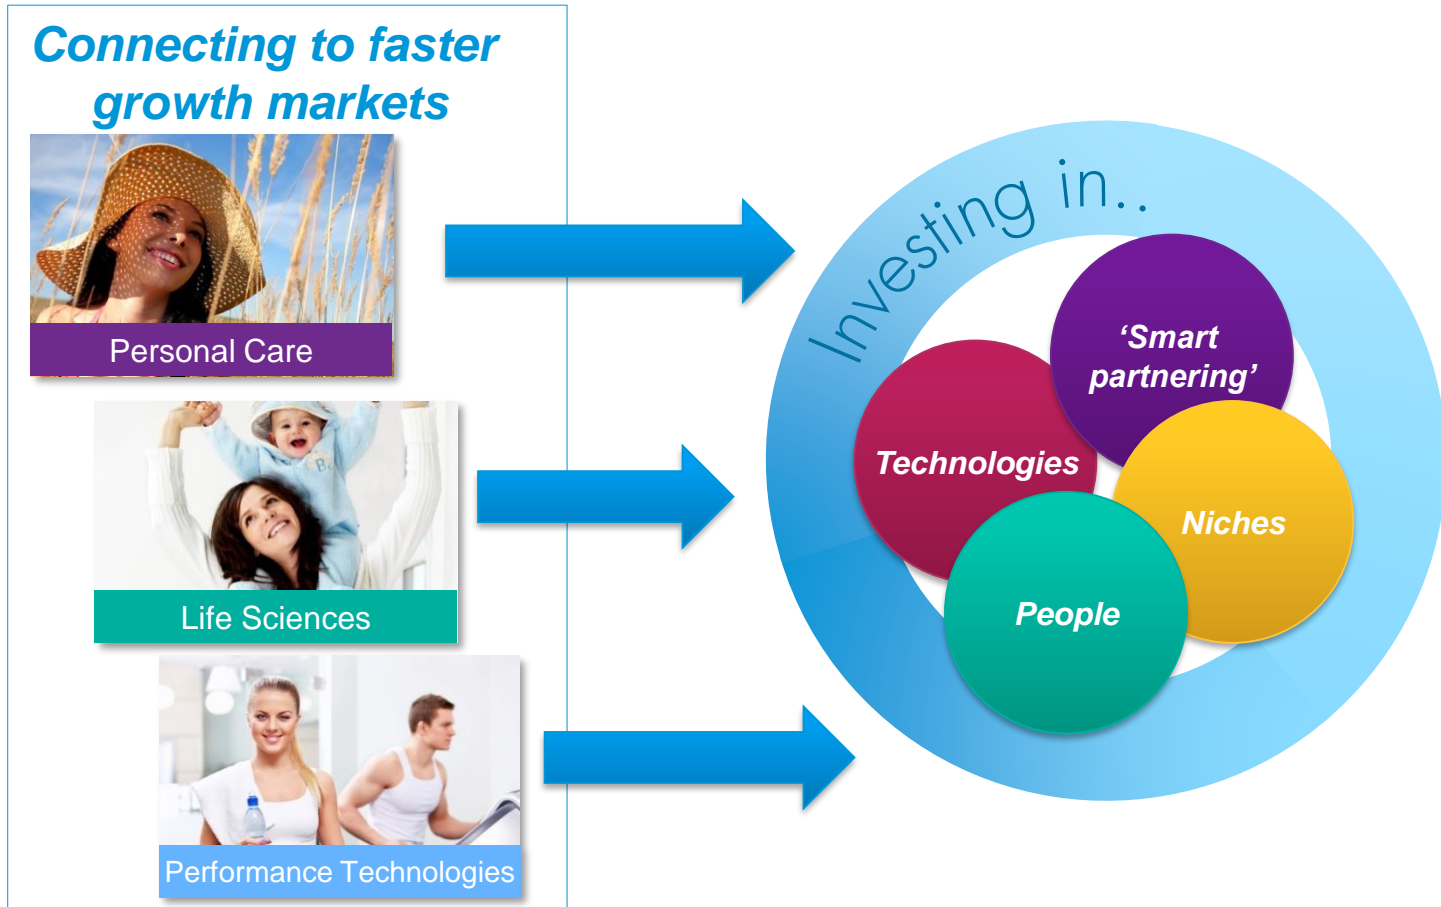 Connecting to faster
growth markets
Personal Care
Life Sciences
Performance Technologies
Investing in..
‘Smart
partnering’
Technologies
Niches
People